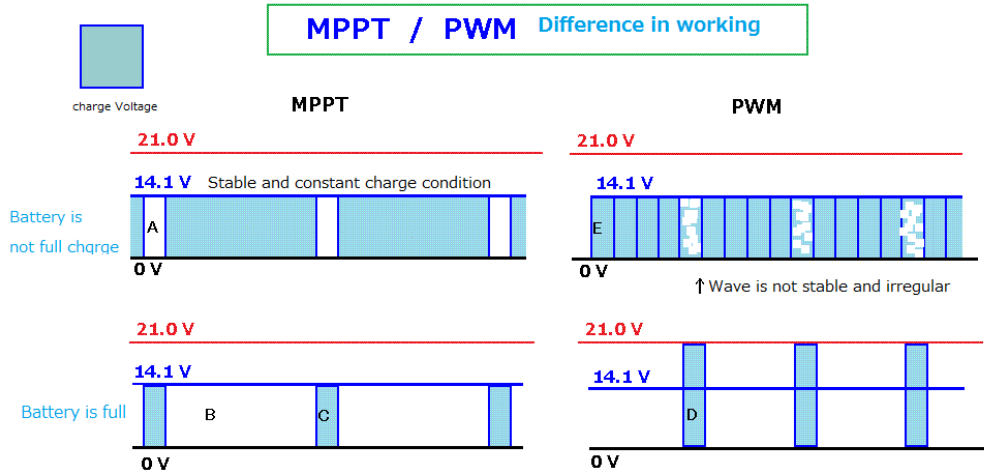 MPPT / PWM Difference in working
charge Voltage
MPPT
PWM
21.0 V
21.0 V
14.1 V Stable and constant charge condition
14.1 V
Battery is
not full chqrge
A
E
0 V
0 V
↑ Wave is not stable and irregular
21.0 V
21.0 V
14.1 V
14.1 V
Battery is full
B
C
D
0 V
0 V